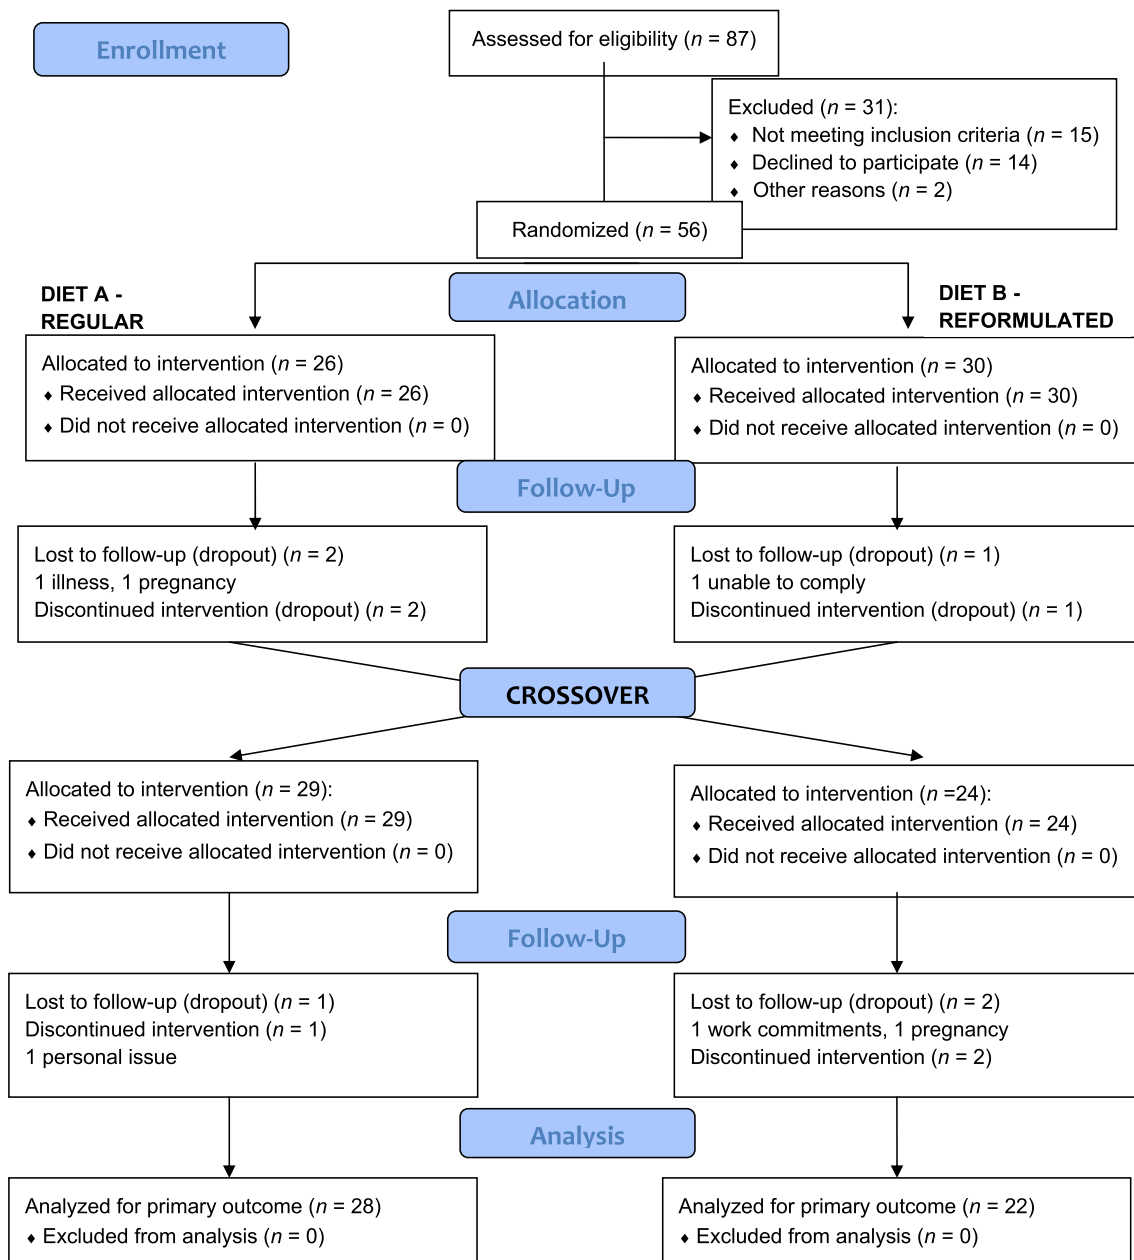 Enrollment
Assessed for eligibility (n = 87)
Excluded (n = 31):
♦ Not meeting inclusion criteria (n = 15)
♦ Declined to participate (n = 14)
♦ Other reasons (n = 2)
Randomized (n = 56)
Allocation
DIET A -
REGULAR
DIET B -
REFORMULATED
Allocated to intervention (n = 26)
♦ Received allocated intervention (n = 26)
♦ Did not receive allocated intervention (n = 0)
Allocated to intervention (n = 30)
♦ Received allocated intervention (n = 30)
♦ Did not receive allocated intervention (n = 0)
Follow-Up
Lost to follow-up (dropout) (n = 2)
1 illness, 1 pregnancy
Discontinued intervention (dropout) (n = 2)
Lost to follow-up (dropout) (n = 1)
1 unable to comply
Discontinued intervention (dropout) (n = 1)
CROSSOVER
Allocated to intervention (n = 29):
♦ Received allocated intervention (n = 29)
♦ Did not receive allocated intervention (n = 0)
Allocated to intervention (n =24):
♦ Received allocated intervention (n = 24)
♦ Did not receive allocated intervention (n = 0)
Follow-Up
Lost to follow-up (dropout) (n = 1)
Discontinued intervention (n = 1)
1 personal issue
Lost to follow-up (dropout) (n = 2)
1 work commitments, 1 pregnancy
Discontinued intervention (n = 2)
Analysis
Analyzed for primary outcome (n = 28)
♦ Excluded from analysis (n = 0)
Analyzed for primary outcome (n = 22)
♦ Excluded from analysis (n = 0)